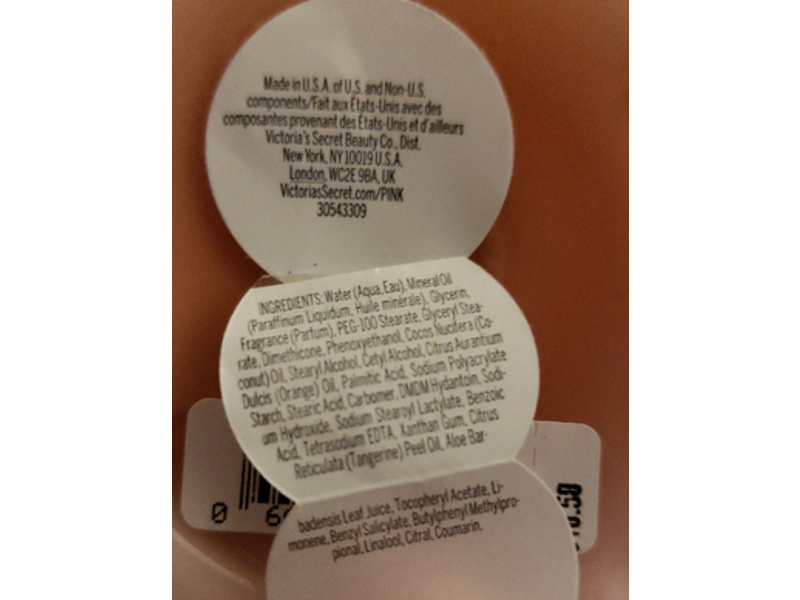 Made in U.S.A. of U.S. and Non-U.S.
components/Fait aux États-Unis avec des
composantes provenant des États-Unis et d'ailleurs
Victoria's Secret Beauty Co., Dist.
New York, NY 10019 U.S.A.
London, WC2E 9BA, UK
VictoriasSecret.com/PINK
30543309
INGREDIENTS: Water (Aqua, Eau), Mineral Oil
(Paraffinum Liquidum, Huile minérale), Glycerin,
Fragrance (Parfum), PEG-100 Stearate, Glyceryl Stea-
rate, Dimethicone, Phenoxyethanol, Cocos Nucifera (Co-
conut) Oil, Stearyl Alcohol, Cetyl Alcohol, Citrus Aurantium
Dulcis (Orange) Oil, Palmitic Acid, Sodium Polyacrylate
Starch, Stearic Acid, Carbomer, DMDM Hydantoin, Sodi-
um Hydroxide, Sodium Stearoyl Lactylate, Benzoic
Acid, Tetrasodium EDTA, Xanthan Gum, Citrus
Reticulata (Tangerine) Peel Oil, Aloe Bar-
badensis Leaf Juice, Tocopheryl Acetate, Li-
monene, Benzyl Salicylate, Butylphenyl Methylpro-
pional, Linalool, Citral, Coumarin.
0